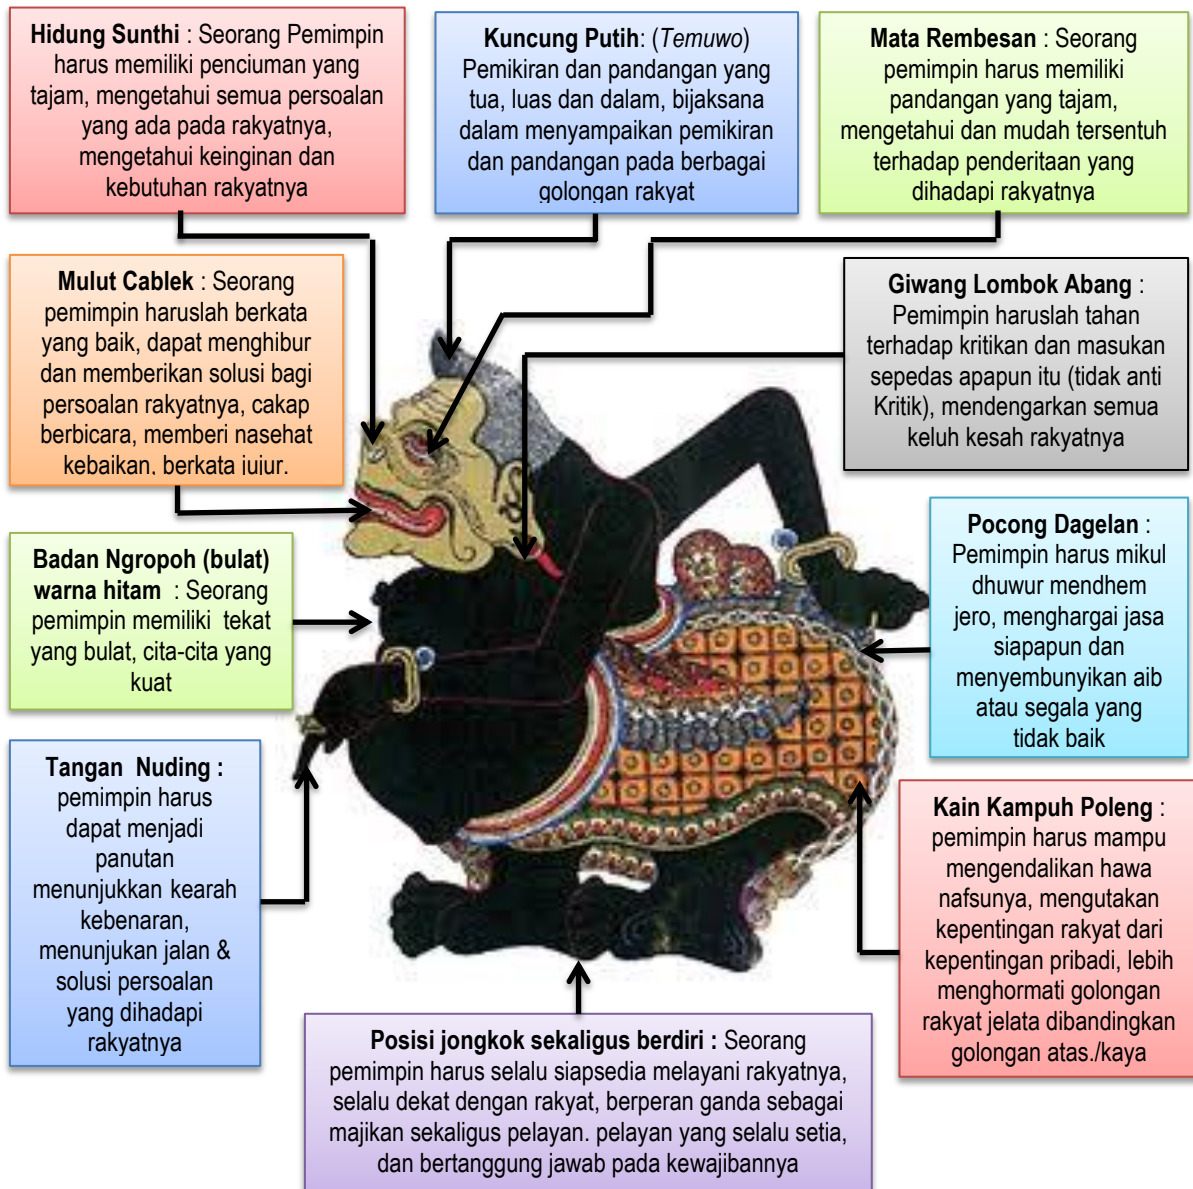 Hidung Sunthi : Seorang Pemimpin
harus memiliki penciuman yang
tajam, mengetahui semua persoalan
yang ada pada rakyatnya,
mengetahui keinginan dan
kebutuhan rakyatnya
Kuncung Putih: (Temuwo)
Pemikiran dan pandangan yang
tua, luas dan dalam, bijaksana
dalam menyampaikan pemikiran
dan pandangan pada berbagai
golongan rakyat
Mata Rembesan : Seorang
pemimpin harus memiliki
pandangan yang tajam,
mengetahui dan mudah tersentuh
terhadap penderitaan yang
dihadapi rakyatnya
Mulut Cablek : Seorang
pemimpin haruslah berkata
yang baik, dapat menghibur
dan memberikan solusi bagi
persoalan rakyatnya, cakap
berbicara, memberi nasehat
kebaikan, berkata jujur.
Giwang Lombok Abang :
Pemimpin haruslah tahan
terhadap kritikan dan masukan
sepedas apapun itu (tidak anti
Kritik), mendengarkan semua
keluh kesah rakyatnya
Badan Ngropoh (bulat)
warna hitam : Seorang
pemimpin memiliki tekat
yang bulat, cita-cita yang
kuat
Pocong Dagelan :
Pemimpin harus mikul
dhuwur mendhem
jero, menghargai jasa
siapapun dan
menyembunyikan aib
atau segala yang
tidak baik
Tangan Nuding :
pemimpin harus
dapat menjadi
panutan
menunjukkan kearah
kebenaran,
menunjukan jalan &
solusi persoalan
yang dihadapi
rakyatnya
Kain Kampuh Poleng :
pemimpin harus mampu
mengendalikan hawa
nafsunya, mengutakan
kepentingan rakyat dari
kepentingan pribadi, lebih
menghormati golongan
rakyat jelata dibandingkan
golongan atas./kaya
Posisi jongkok sekaligus berdiri : Seorang
pemimpin harus selalu siapsedia melayani rakyatnya,
selalu dekat dengan rakyat, berperan ganda sebagai
majikan sekaligus pelayan. pelayan yang selalu setia,
dan bertanggung jawab pada kewajibannya